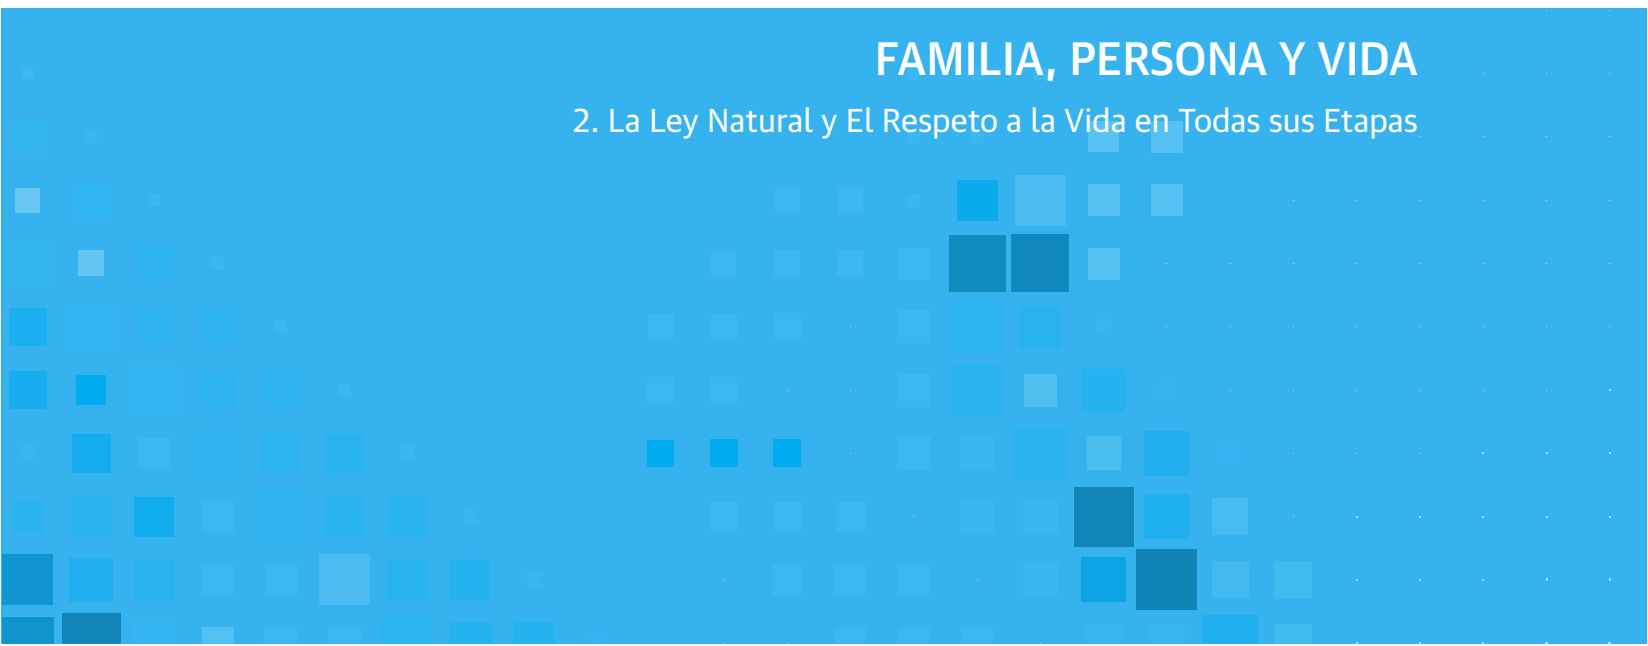 FAMILIA, PERSONA Y VIDA
2. La Ley Natural y El Respeto a la Vida en Todas sus Etapas